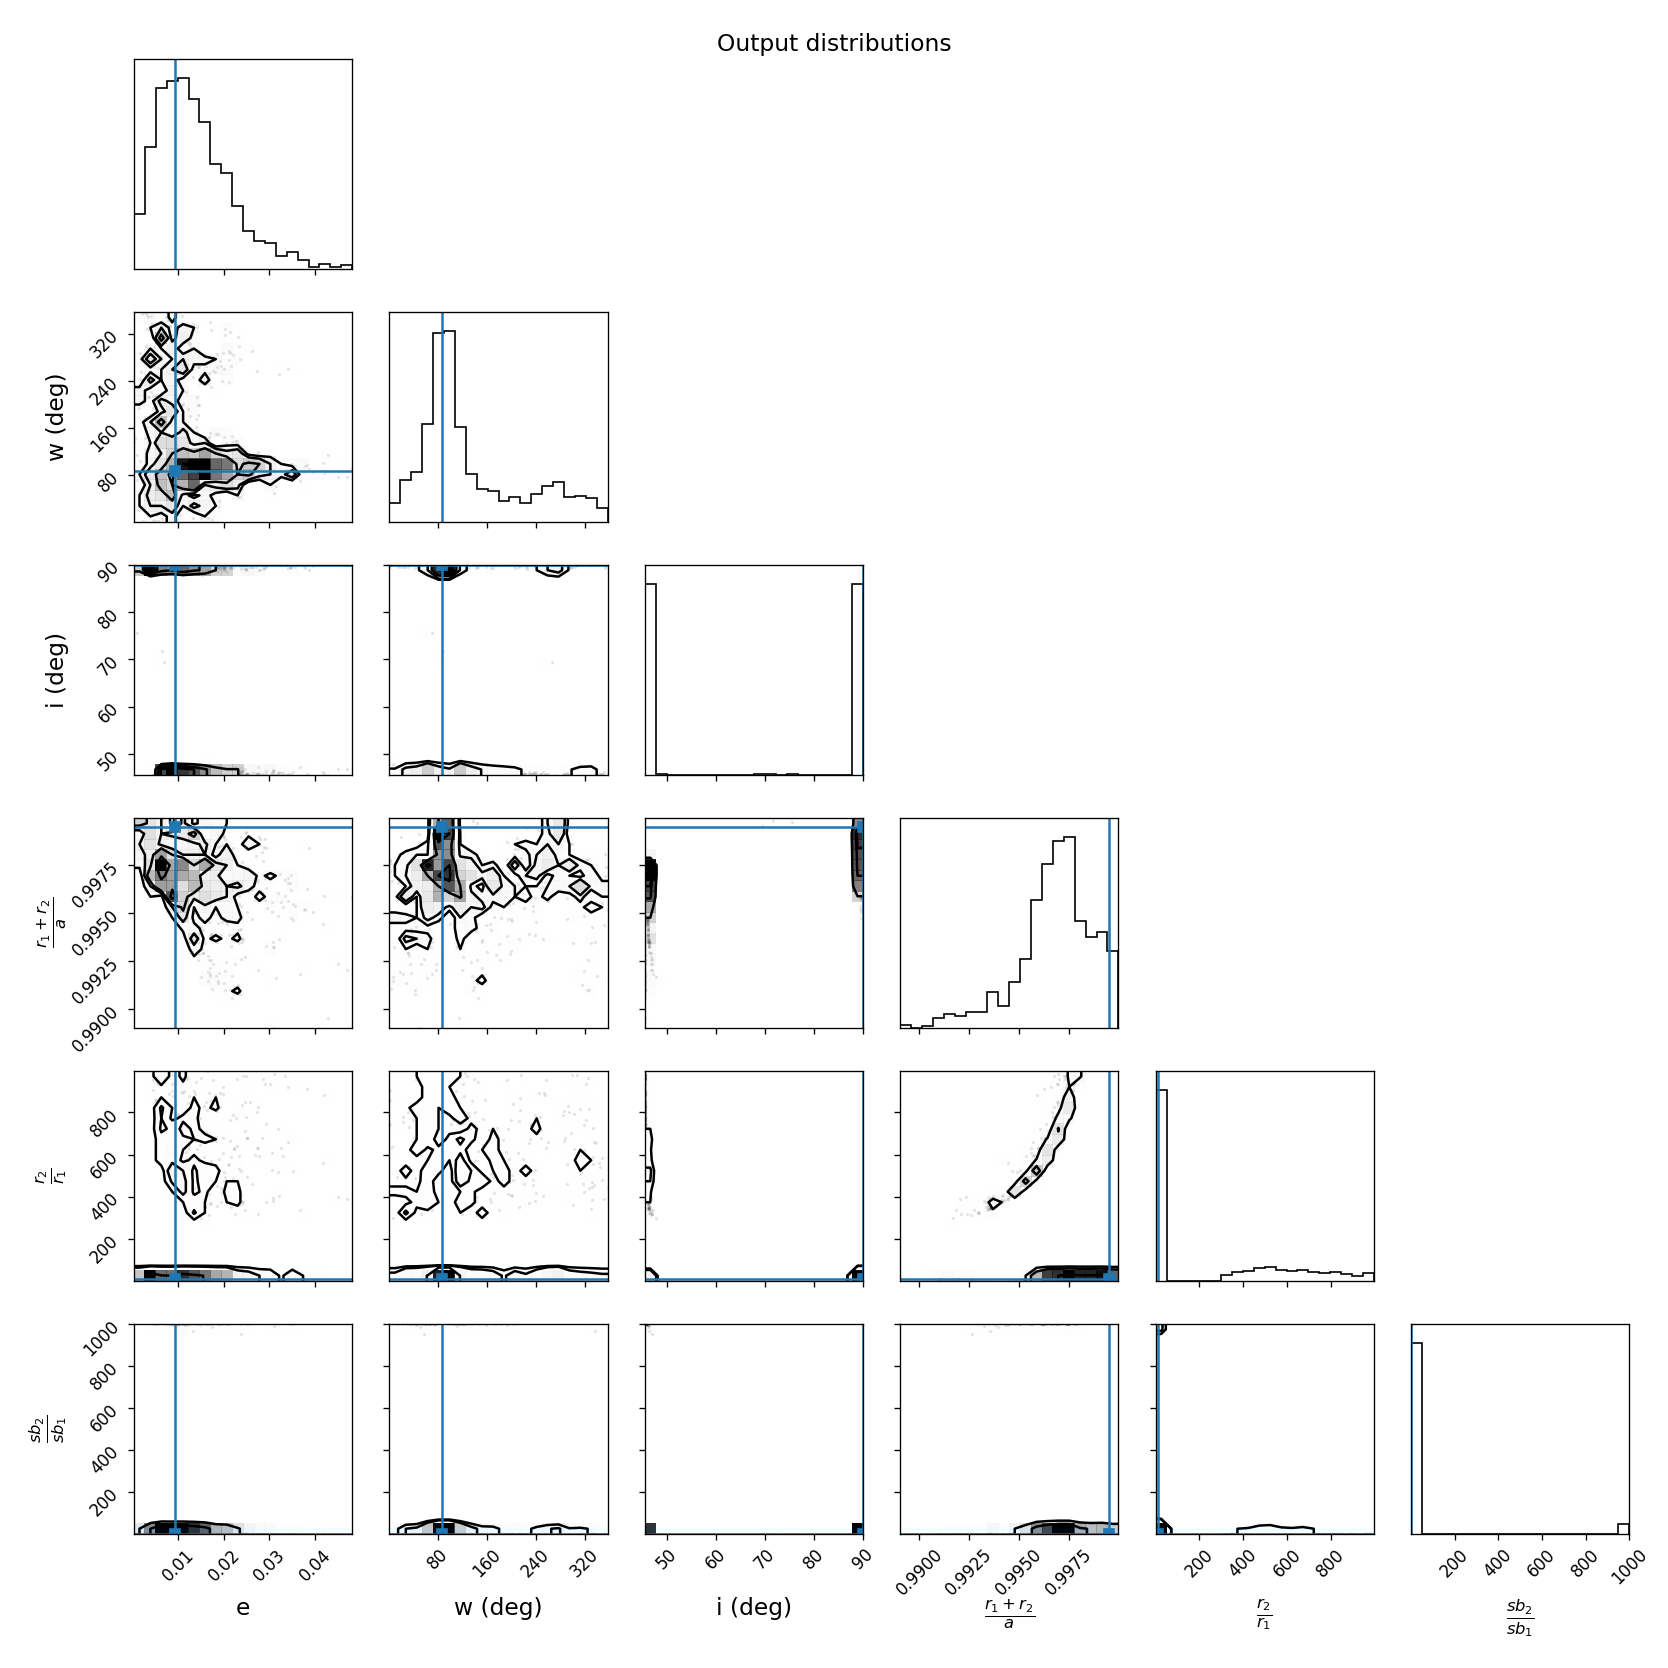 Output distributions
w (deg)
320
240
160
80
i (deg)
90
80
70
60
50
r₁ + r₂
a
0.9975
0.9950
0.9925
0.9900
r₂
r₁
800
600
400
200
sb₂
sb₁
1000
800
600
400
200
0.01 0.02 0.03 0.04
80 160 240 320
50 60 70 80 90
0.9900 0.9925 0.9950 0.9975
200 400 600 800
200 400 600 800 1000
e
w (deg)
i (deg)
r₁ + r₂
a
r₂
r₁
sb₂
sb₁